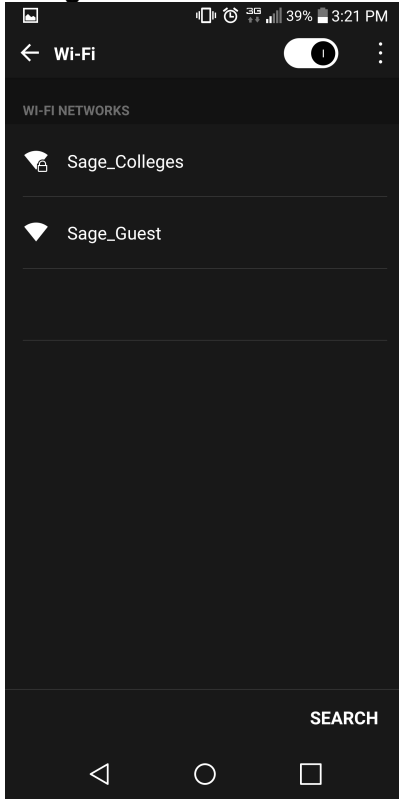 3G 39% 3:21 PM
Wi-Fi
WI-FI NETWORKS
Sage_Colleges
Sage_Guest
SEARCH